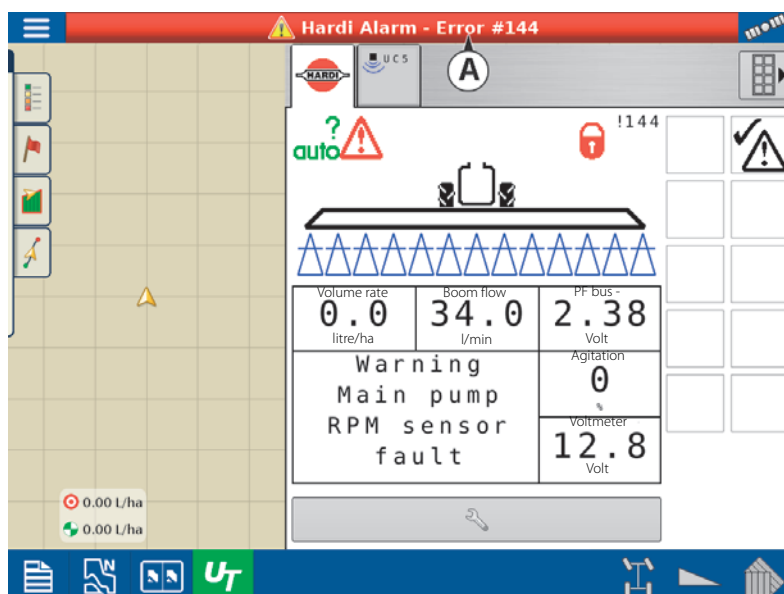 Hardi Alarm - Error #144
A
HARDI
UCS
?
auto
!144
Volume rate
0.0
litre/ha
Boom flow
34.0
l/min
PF bus -
2.38
Volt
Warning
Main pump
RPM sensor
fault
Agitation
0
%
Voltmeter
12.8
Volt
0.00 L/ha
0.00 L/ha
N
UT